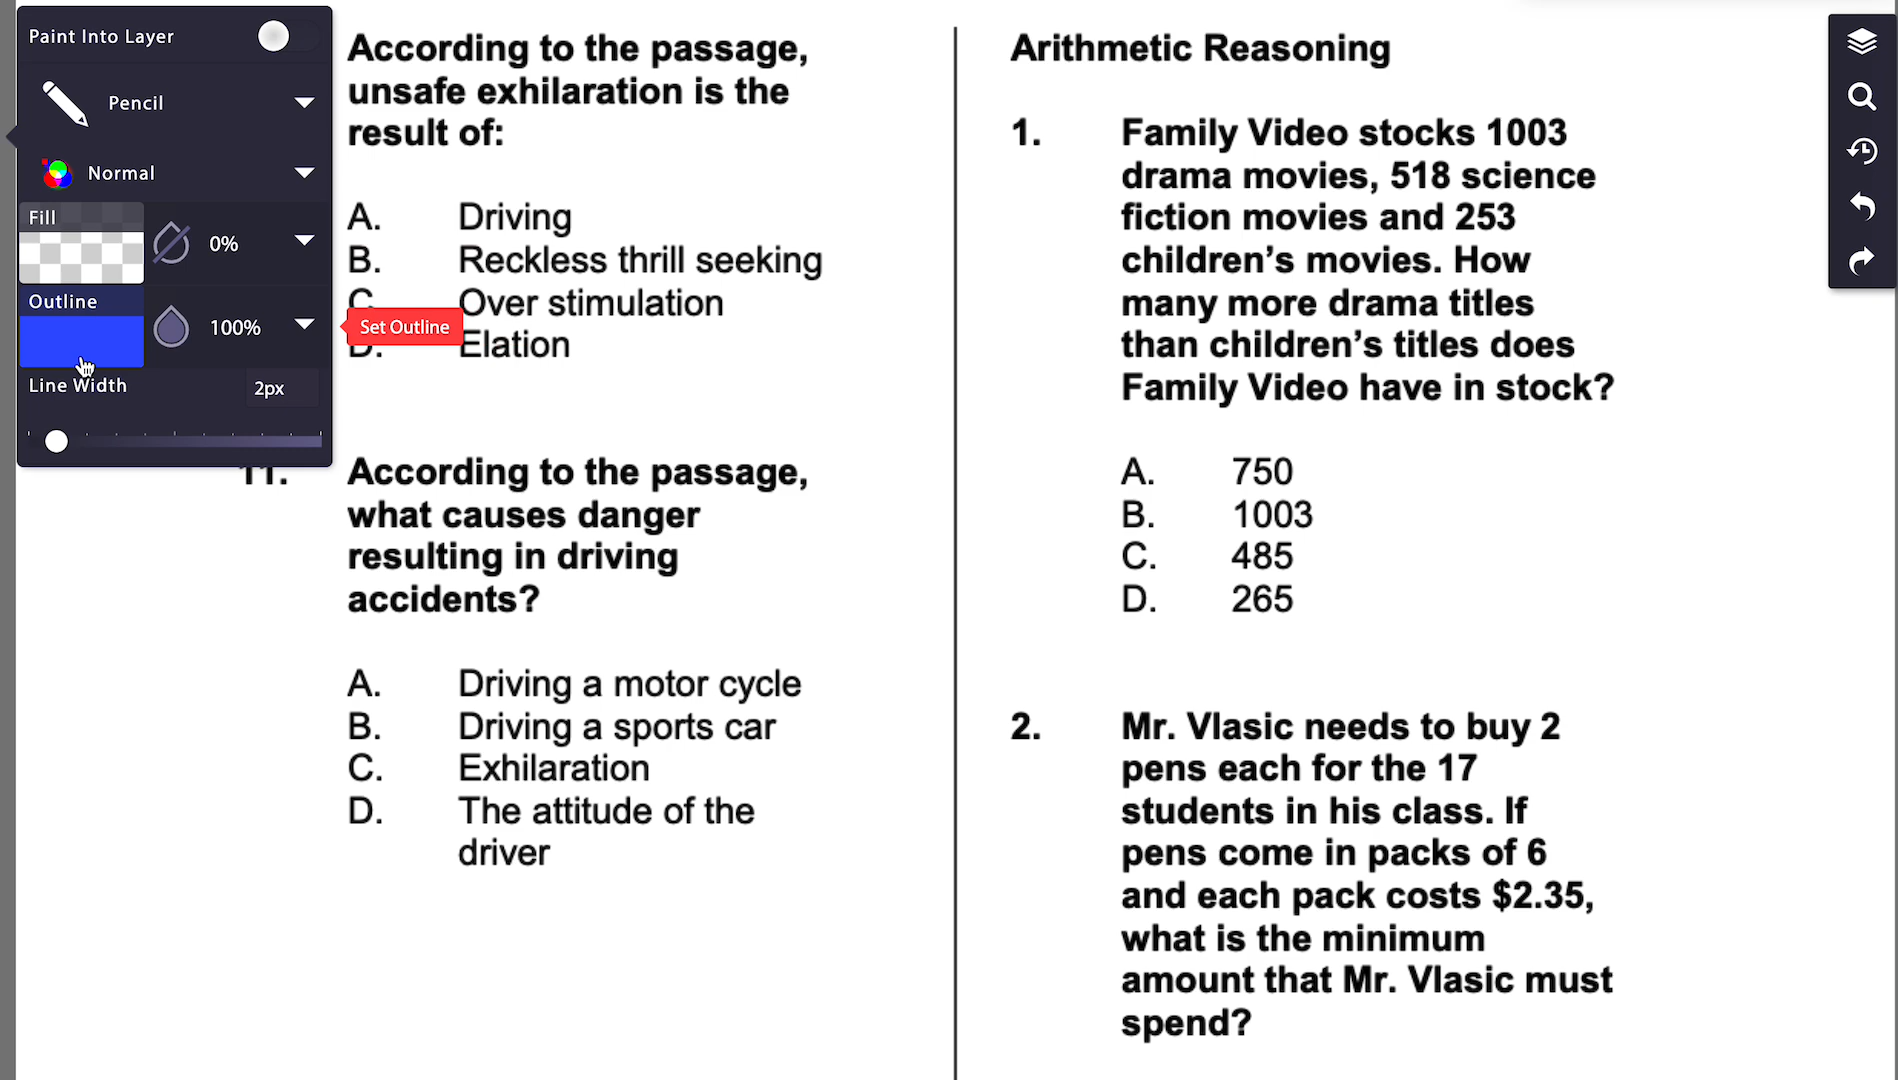 Paint Into Layer
Pencil
Normal
Fill
0%
Outline
100%
Set Outline
Line Width
2px
According to the passage,
unsafe exhilaration is the
result of:
A. Driving
B. Reckless thrill seeking
C. Over stimulation
D. Elation
11. According to the passage,
what causes danger
resulting in driving
accidents?
A. Driving a motor cycle
B. Driving a sports car
C. Exhilaration
D. The attitude of the
driver
Arithmetic Reasoning
1. Family Video stocks 1003
drama movies, 518 science
fiction movies and 253
children’s movies. How
many more drama titles
than children’s titles does
Family Video have in stock?
A. 750
B. 1003
C. 485
D. 265
2. Mr. Vlasic needs to buy 2
pens each for the 17
students in his class. If
pens come in packs of 6
and each pack costs $2.35,
what is the minimum
amount that Mr. Vlasic must
spend?